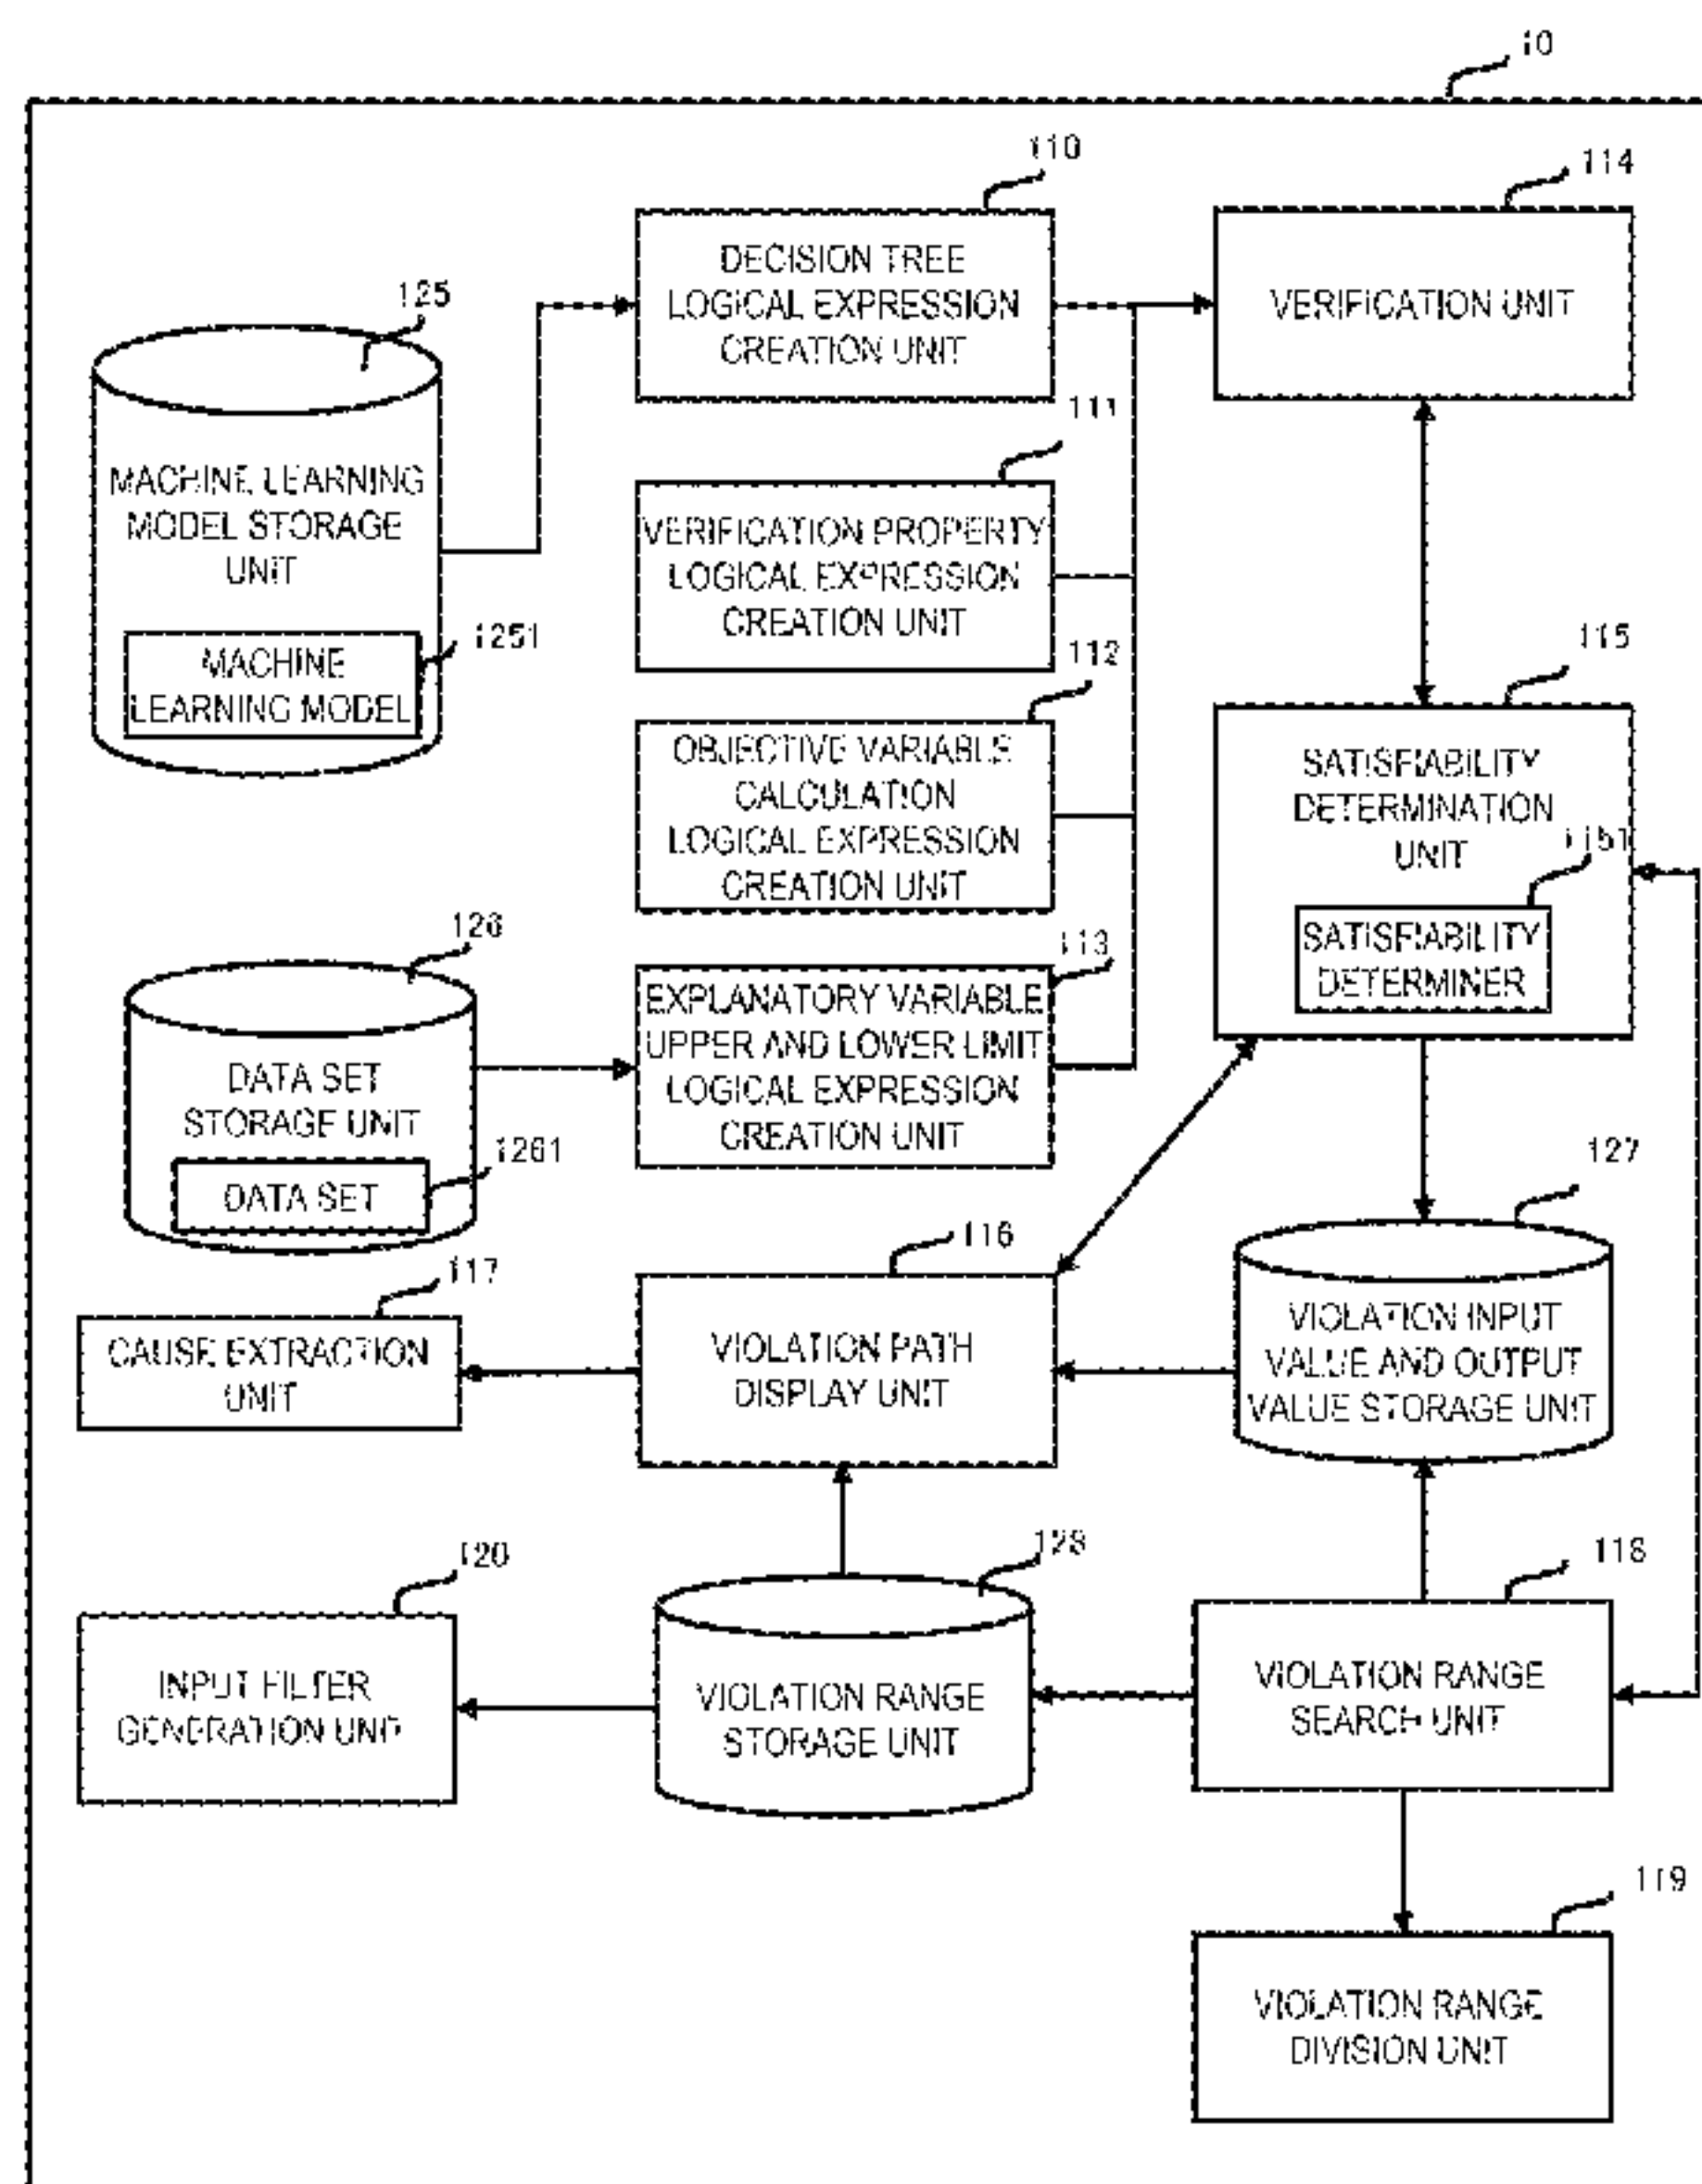 10
110
114
DECISION TREE
LOGICAL EXPRESSION
CREATION UNIT
VERIFICATION UNIT
125
MACHINE LEARNING
MODEL STORAGE
UNIT
1251
MACHINE
LEARNING MODEL
111
VERIFICATION PROPERTY
LOGICAL EXPRESSION
CREATION UNIT
112
OBJECTIVE VARIABLE
CALCULATION
LOGICAL EXPRESSION
CREATION UNIT
115
SATISFIABILITY
DETERMINATION
UNIT
1151
SATISFIABILITY
DETERMINER
126
DATA SET
STORAGE UNIT
1261
DATA SET
113
EXPLANATORY VARIABLE
UPPER AND LOWER LIMIT
LOGICAL EXPRESSION
CREATION UNIT
127
VIOLATION INPUT
VALUE AND OUTPUT
VALUE STORAGE UNIT
116
VIOLATION PATH
DISPLAY UNIT
117
CAUSE EXTRACTION
UNIT
120
INPUT FILTER
GENERATION UNIT
128
VIOLATION RANGE
STORAGE UNIT
118
VIOLATION RANGE
SEARCH UNIT
119
VIOLATION RANGE
DIVISION UNIT